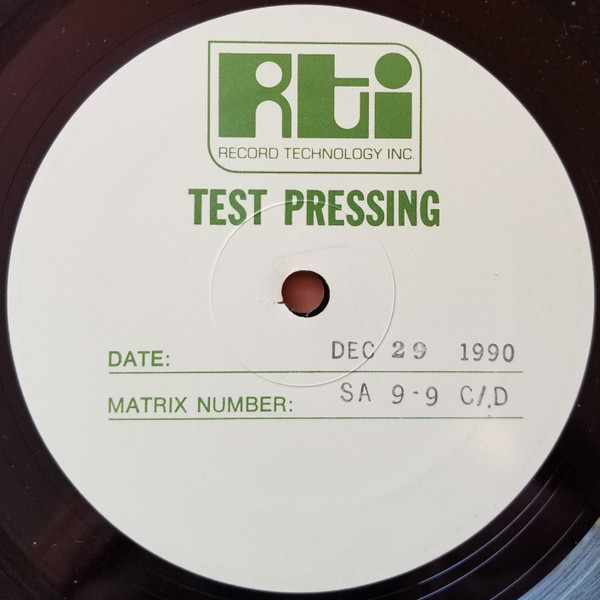 Rti
RECORD TECHNOLOGY INC.
TEST PRESSING
DATE: DEC 29 1990
MATRIX NUMBER: SA 9-9 C/D